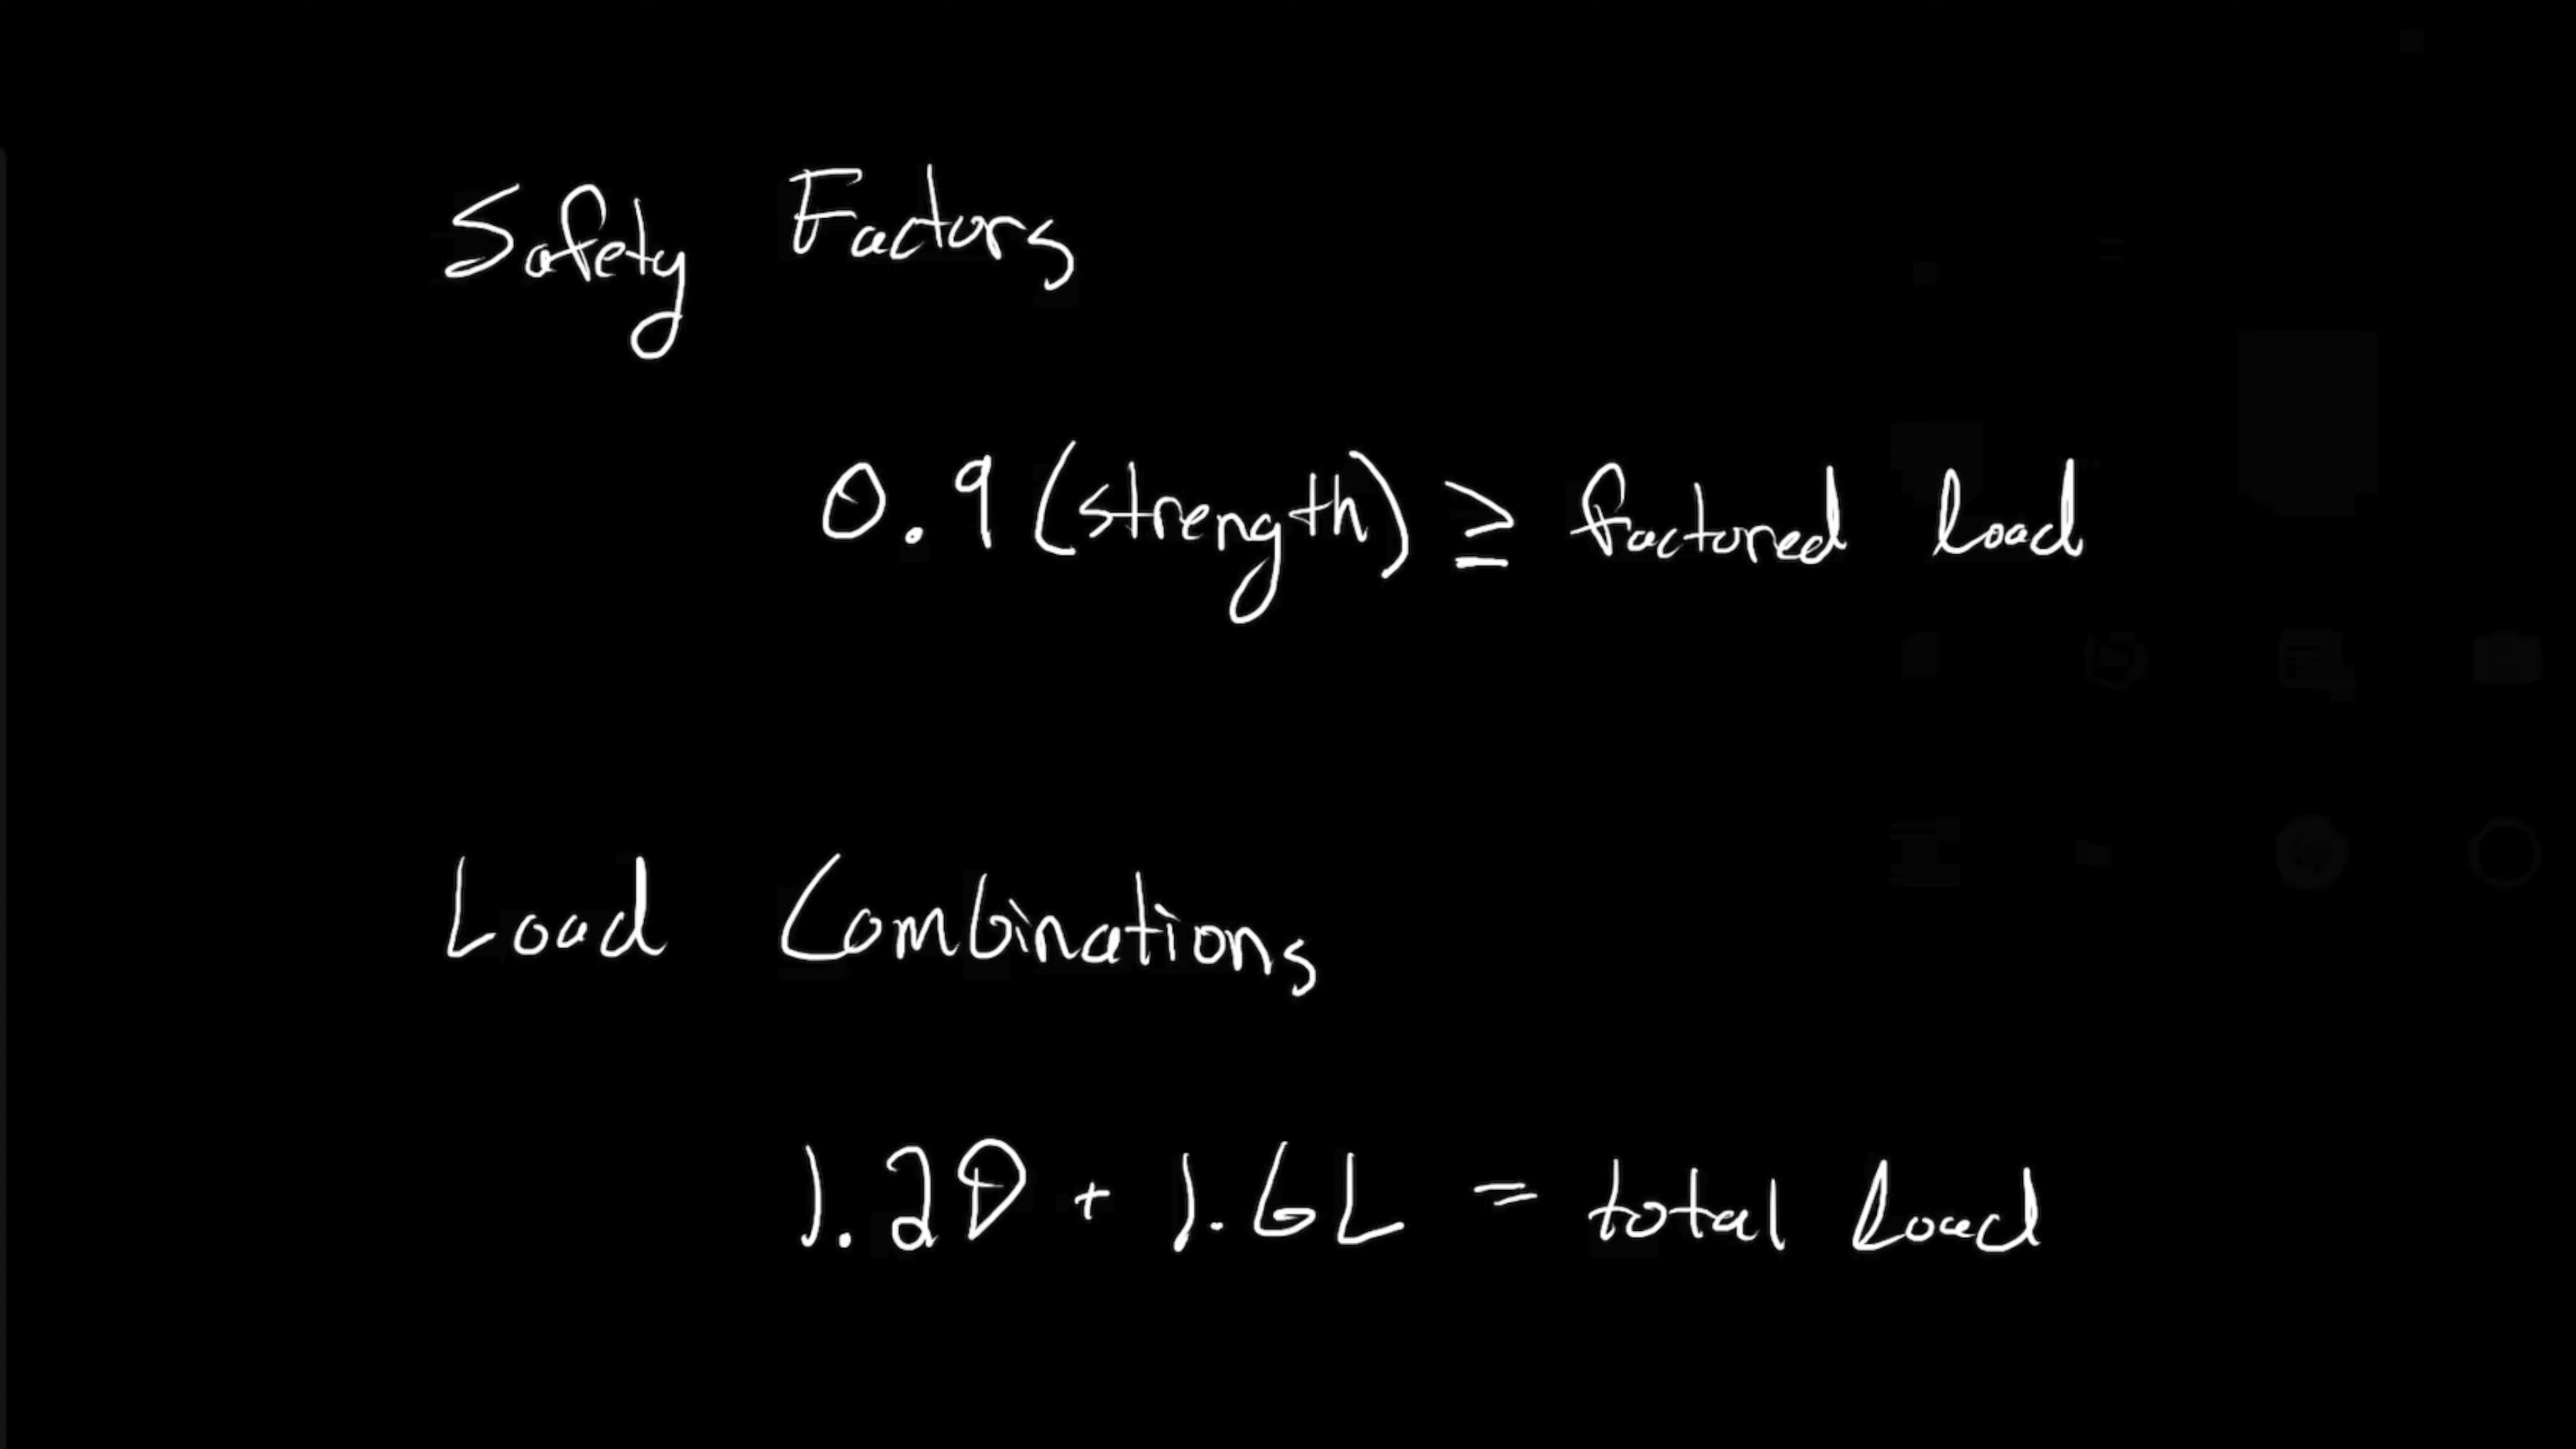 Safety Factors
0.9 (strength) ≥ factored load
Load Combinations
1.2D + 1.6L = total load